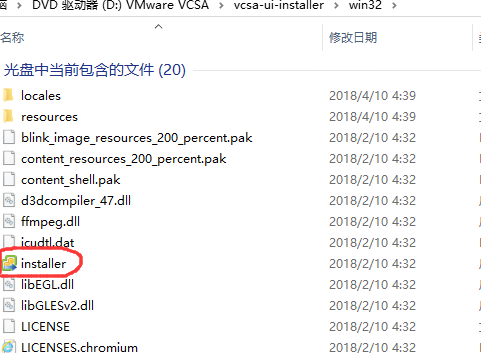 DVD 驱动器 (D:) VMware VCSA > vcsa-ui-installer > win32 >
名称 修改日期
光盘中当前包含的文件 (20)
locales 2018/4/10 4:39
resources 2018/4/10 4:39
blink_image_resources_200_percent.pak 2018/2/10 4:32
content_resources_200_percent.pak 2018/2/10 4:32
content_shell.pak 2018/2/10 4:32
d3dcompiler_47.dll 2018/2/10 4:32
ffmpeg.dll 2018/2/10 4:32
icudtl.dat 2018/2/10 4:32
installer 2018/2/10 4:32
libEGL.dll 2018/2/10 4:32
libGLESv2.dll 2018/2/10 4:32
LICENSE 2018/2/10 4:32
LICENSES.chromium 2018/2/10 4:32